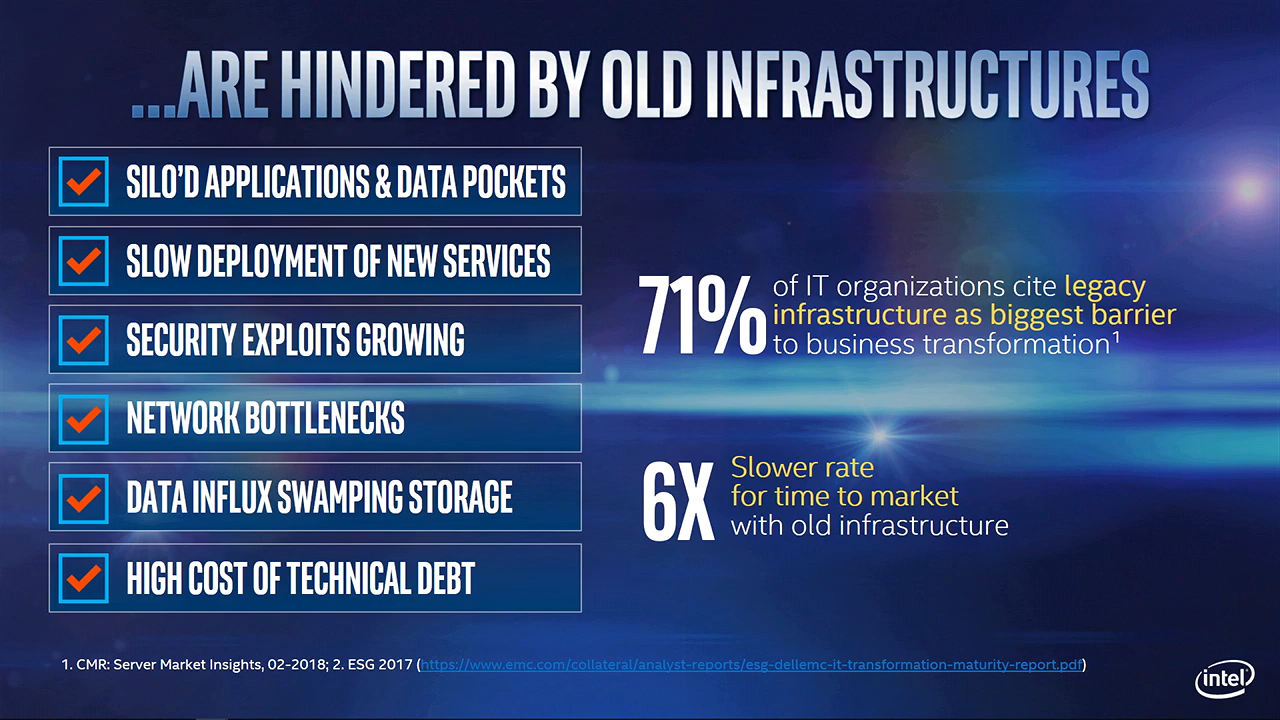 ...ARE HINDERED BY OLD INFRASTRUCTURES
SILO'D APPLICATIONS & DATA POCKETS
SLOW DEPLOYMENT OF NEW SERVICES
SECURITY EXPLOITS GROWING
NETWORK BOTTLENECKS
DATA INFLUX SWAMPING STORAGE
HIGH COST OF TECHNICAL DEBT
71%
of IT organizations cite legacy
infrastructure as biggest barrier
to business transformation¹
6X
Slower rate
for time to market
with old infrastructure
1. CMR: Server Market Insights, 02-2018; 2. ESG 2017 (https://www.emc.com/collateral/analyst-reports/esg-dellemc-it-transformation-maturity-report.pdf)
intel